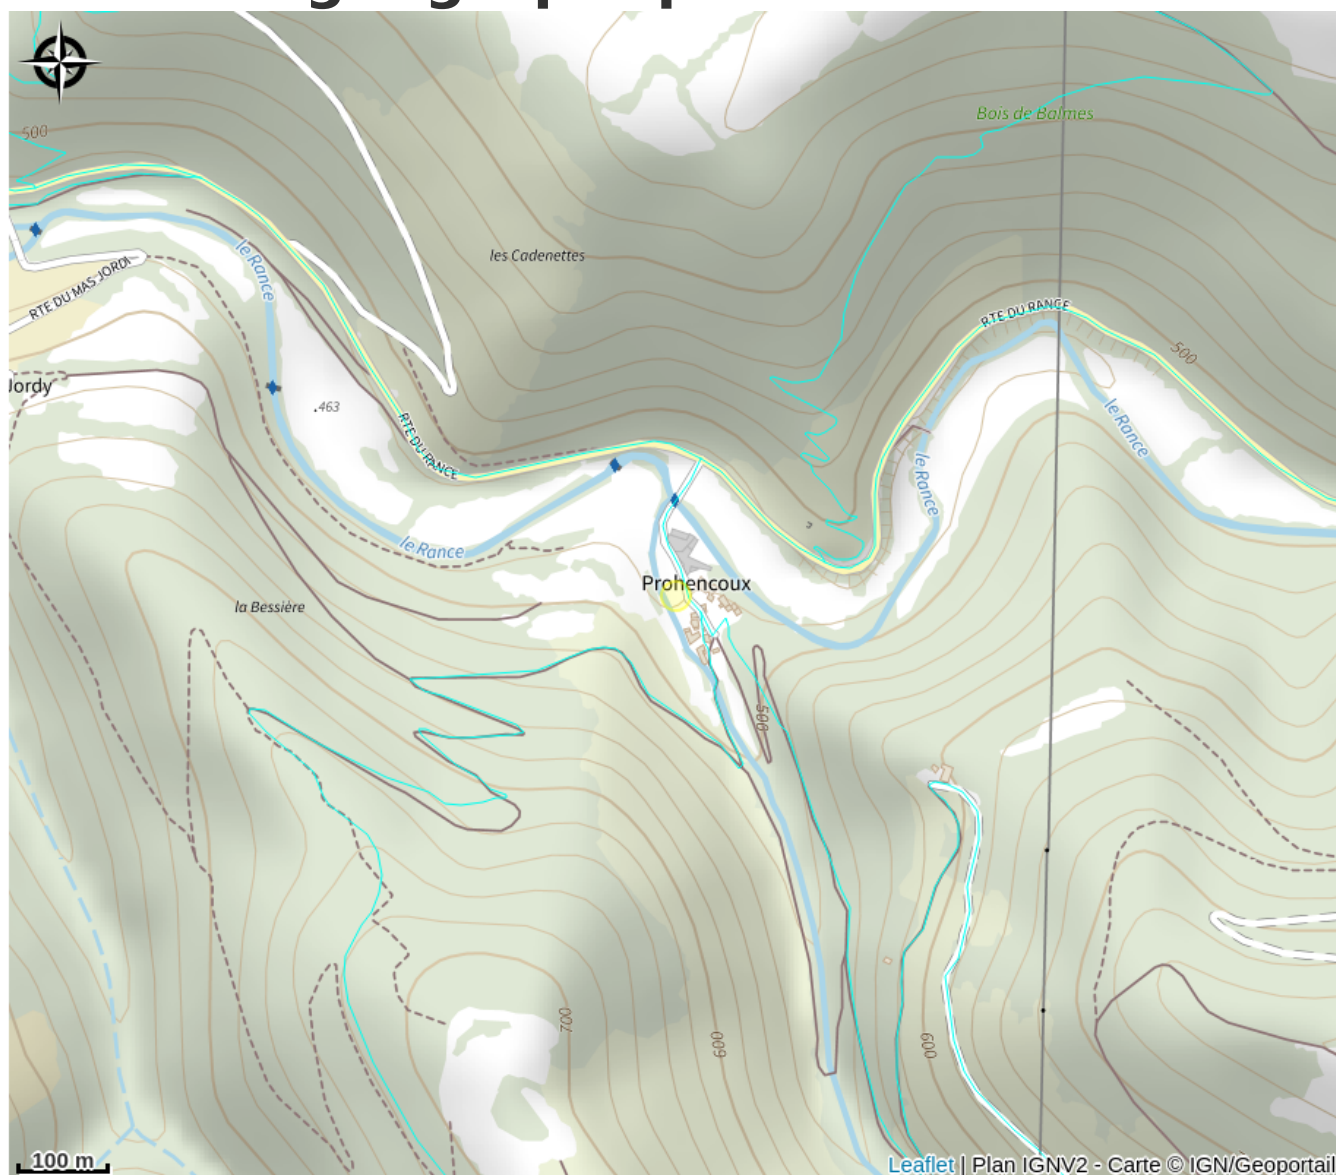 Bois de Balmes
500
le Rance
les Cadenettes
RTE DU MAS JORDI
RTE DU RANCE
500
Jordy
.463
RTE DU RANCE
le Rance
le Rance
le Rance
Prohencoux
la Bessière
500
700
600
600
100 m
Leaflet | Plan IGNV2 - Carte © IGN/Geoportail